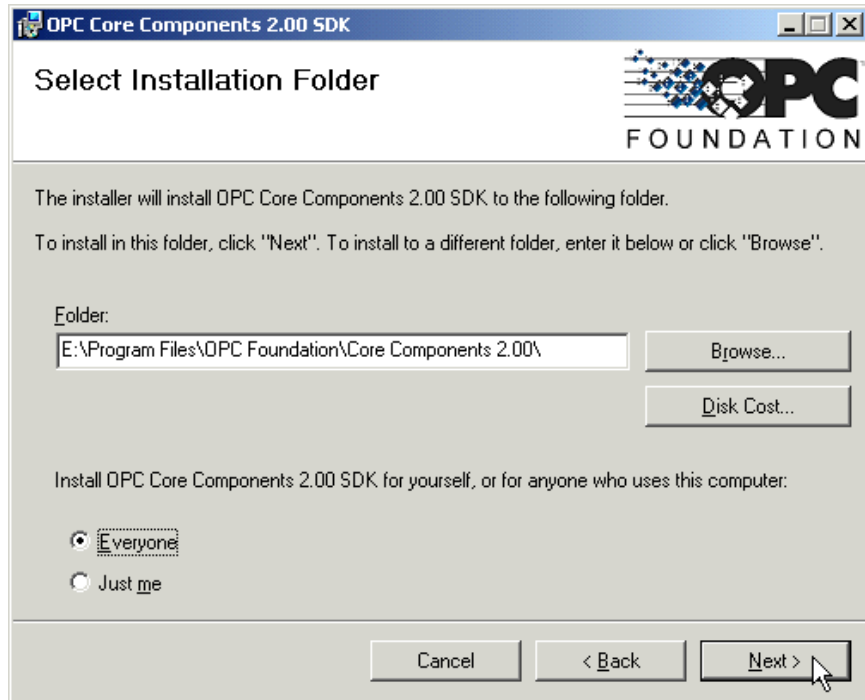 OPC Core Components 2.00 SDK
Select Installation Folder
OPC
FOUNDATION
The installer will install OPC Core Components 2.00 SDK to the following folder.
To install in this folder, click "Next". To install to a different folder, enter it below or click "Browse".
Folder:
E:\Program Files\OPC Foundation\Core Components 2.00\
Browse...
Disk Cost...
Install OPC Core Components 2.00 SDK for yourself, or for anyone who uses this computer:
Everyone
Just me
Cancel
< Back
Next >